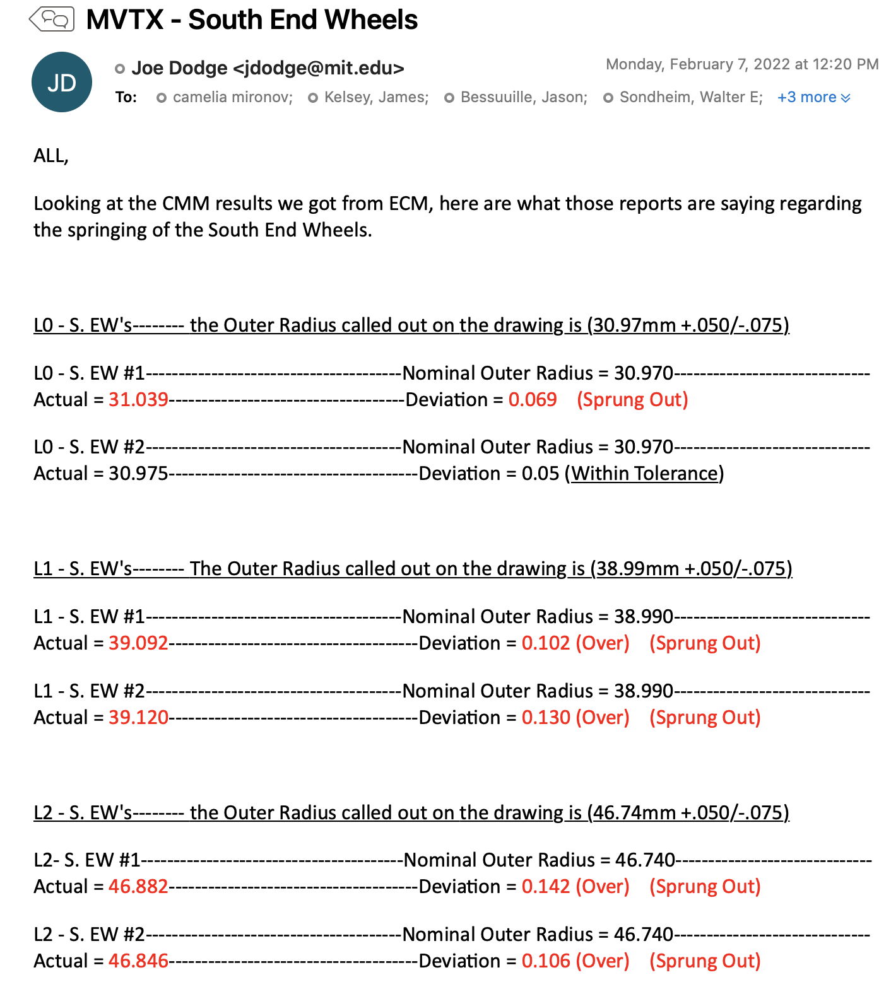 MVTX - South End Wheels
JD
Joe Dodge <jdodge@mit.edu>
Monday, February 7, 2022 at 12:20 PM
To: camelia mironov; Kelsey, James; Bessuuille, Jason; Sondheim, Walter E; +3 more
ALL,
Looking at the CMM results we got from ECM, here are what those reports are saying regarding
the springing of the South End Wheels.
L0 - S. EW's-------- the Outer Radius called out on the drawing is (30.97mm +.050/-.075)
L0 - S. EW #1---------------------------------------Nominal Outer Radius = 30.970------------------------------
Actual = 31.039------------------------------------Deviation = 0.069 (Sprung Out)
L0 - S. EW #2---------------------------------------Nominal Outer Radius = 30.970------------------------------
Actual = 30.975--------------------------------------Deviation = 0.05 (Within Tolerance)
L1 - S. EW's-------- The Outer Radius called out on the drawing is (38.99mm +.050/-.075)
L1 - S. EW #1---------------------------------------Nominal Outer Radius = 38.990------------------------------
Actual = 39.092--------------------------------------Deviation = 0.102 (Over) (Sprung Out)
L1 - S. EW #2---------------------------------------Nominal Outer Radius = 38.990------------------------------
Actual = 39.120--------------------------------------Deviation = 0.130 (Over) (Sprung Out)
L2 - S. EW's-------- the Outer Radius called out on the drawing is (46.74mm +.050/-.075)
L2- S. EW #1----------------------------------------Nominal Outer Radius = 46.740------------------------------
Actual = 46.882--------------------------------------Deviation = 0.142 (Over) (Sprung Out)
L2 - S. EW #2---------------------------------------Nominal Outer Radius = 46.740------------------------------
Actual = 46.846--------------------------------------Deviation = 0.106 (Over) (Sprung Out)